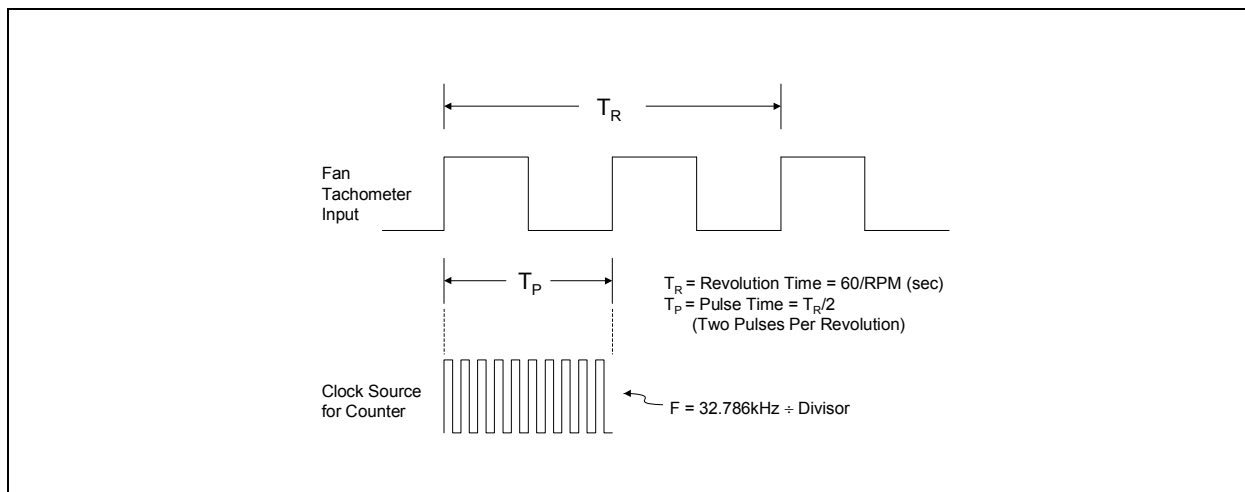 T_R
Fan
Tachometer
Input
T_P
T_R = Revolution Time = 60/RPM (sec)
T_P = Pulse Time = T_R/2
(Two Pulses Per Revolution)
Clock Source
for Counter
F = 32.786kHz ÷ Divisor